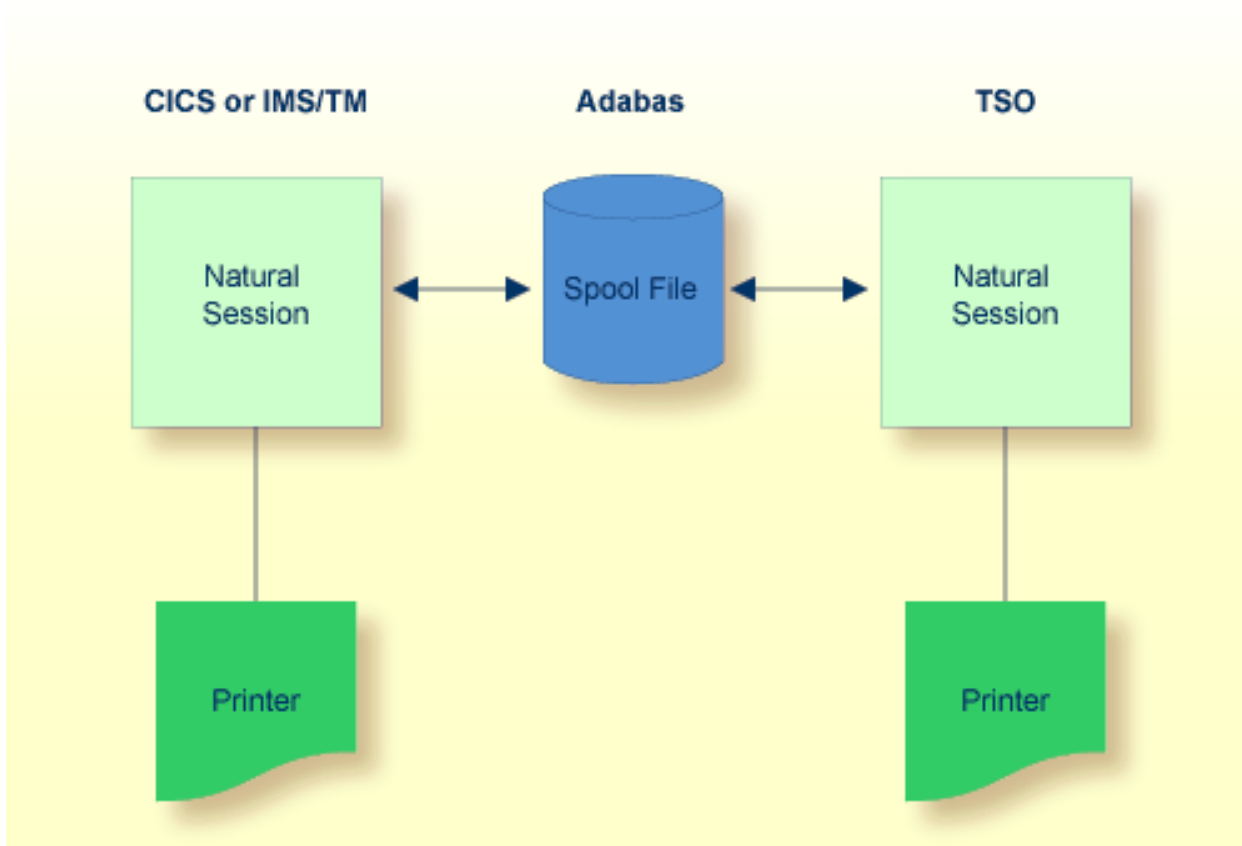 CICS or IMS/TM
Adabas
TSO
Natural
Session
Spool File
Natural
Session
Printer
Printer